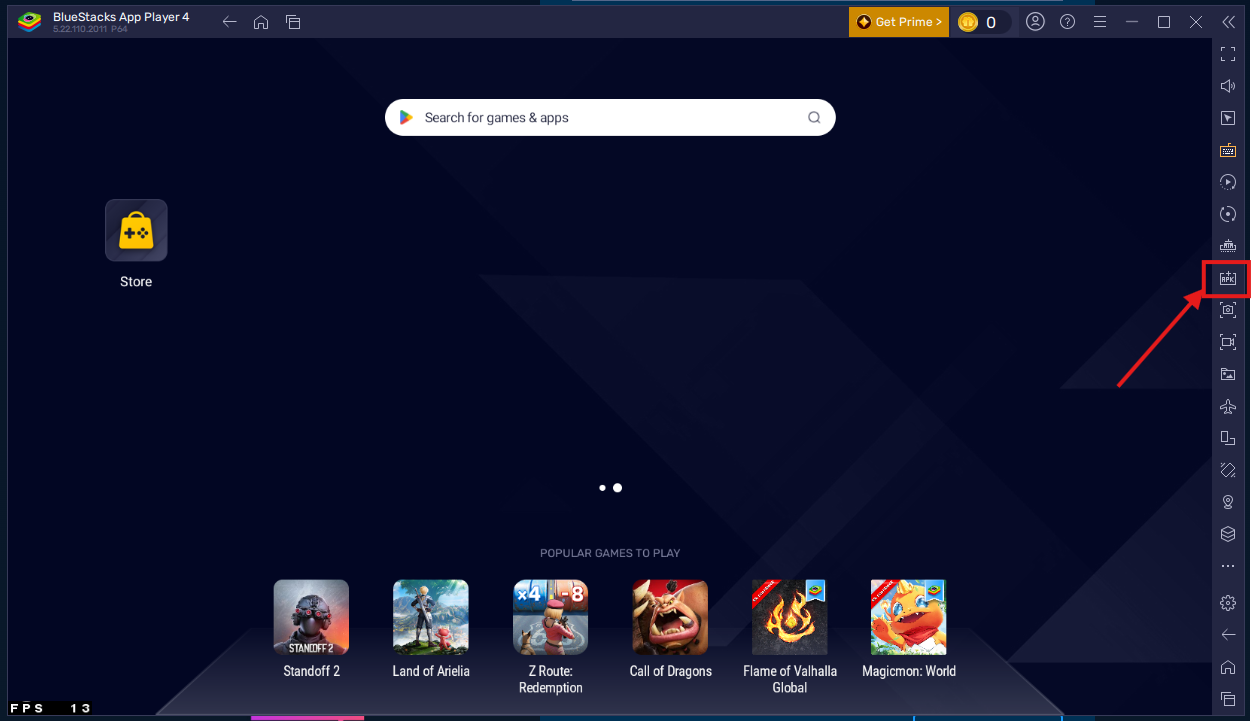 BlueStacks App Player 4
5.22.110.2011 P64
Get Prime >
0
Search for games & apps
Store
APK
POPULAR GAMES TO PLAY
STANDOFF 2
x4 -8
Standoff 2
Land of Arielia
Z Route:
Redemption
Call of Dragons
Flame of Valhalla
Global
Magicmon: World
FPS 13